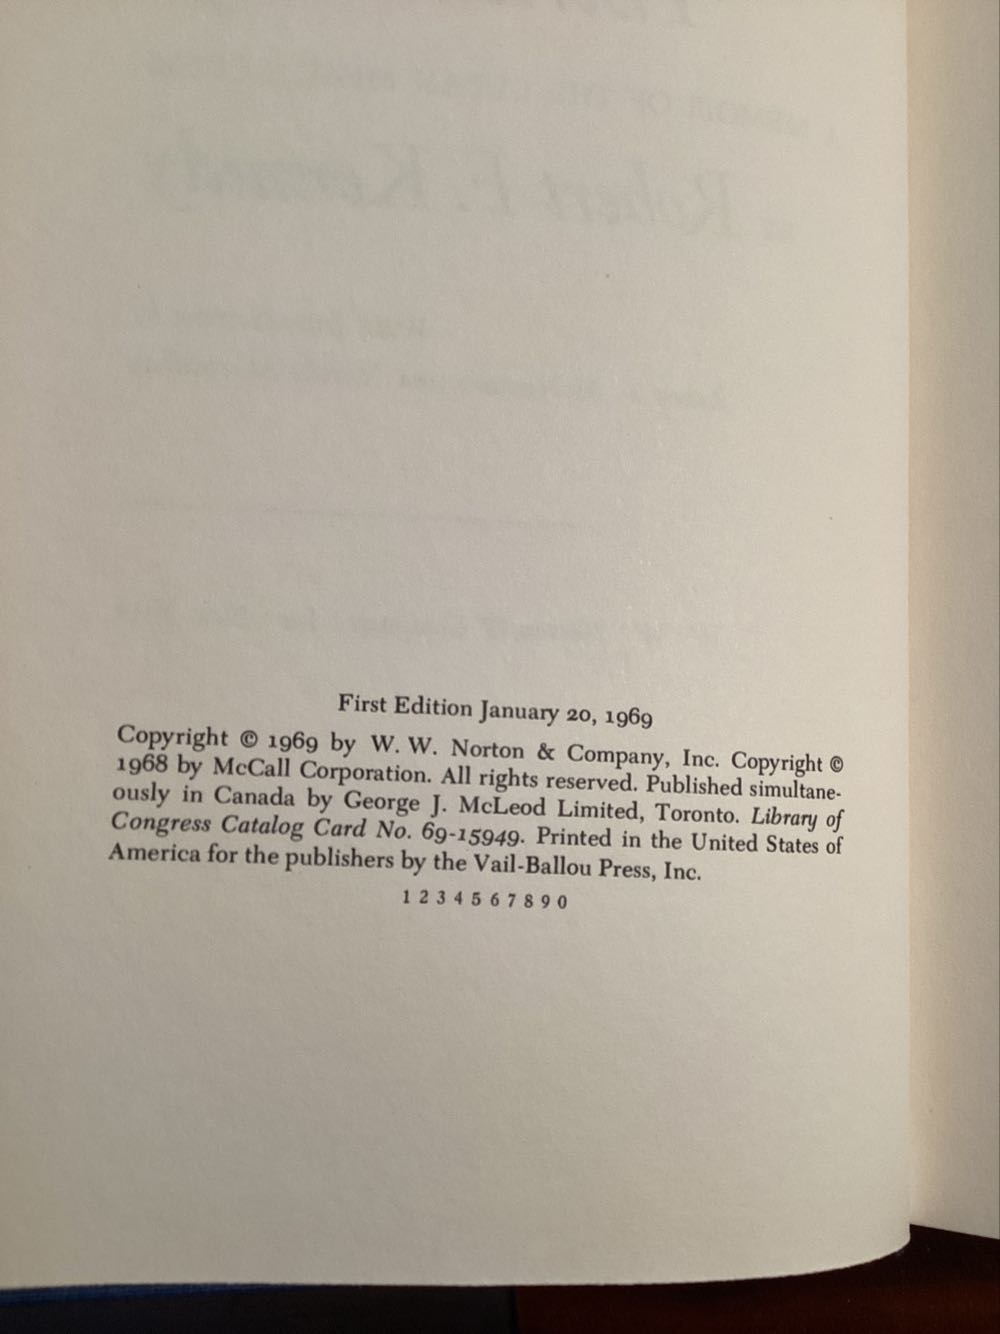 First Edition January 20, 1969
Copyright © 1969 by W. W. Norton & Company, Inc. Copyright ©
1968 by McCall Corporation. All rights reserved. Published simultane-
ously in Canada by George J. McLeod Limited, Toronto. Library of
Congress Catalog Card No. 69-15949. Printed in the United States of
America for the publishers by the Vail-Ballou Press, Inc.
1 2 3 4 5 6 7 8 9 0